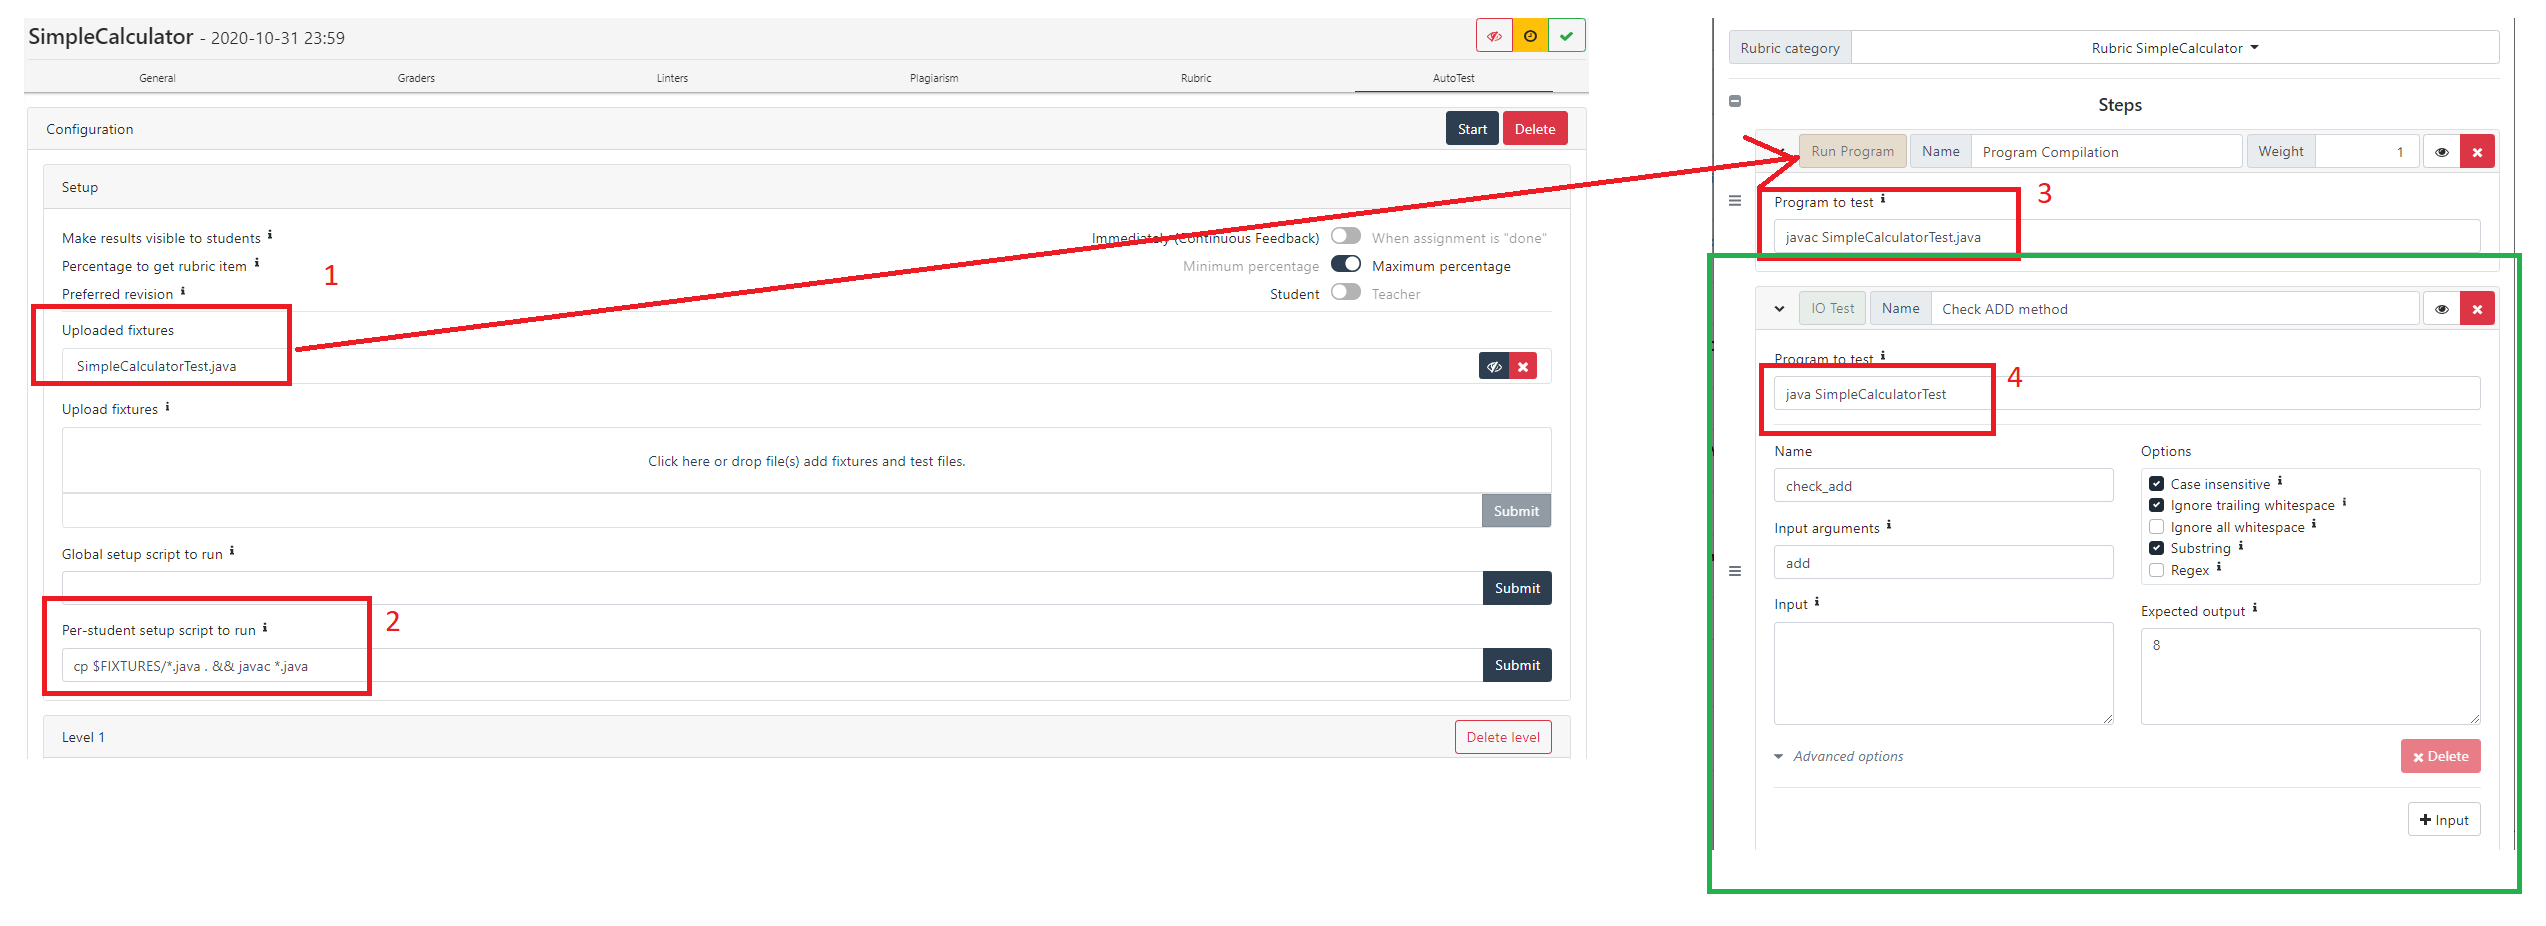 SimpleCalculator - 2020-10-31 23:59
General Graders Linters Plagiarism Rubric AutoTest
Configuration Start Delete
Setup
Make results visible to students i Immediately (Continuous Feedback) When assignment is "done"
Percentage to get rubric item i Minimum percentage Maximum percentage
1
Preferred revision i Student Teacher
Uploaded fixtures
SimpleCalculatorTest.java
Upload fixtures i
Click here or drop file(s) add fixtures and test files.
Submit
Global setup script to run i
Submit
Per-student setup script to run i
2
cp $FIXTURES/*.java . && javac *.java Submit
Level 1 Delete level
Rubric category Rubric SimpleCalculator
Steps
Run Program Name Program Compilation Weight 1
3
Program to test i
javac SimpleCalculatorTest.java
IO Test Name Check ADD method
Program to test i
4
java SimpleCalculatorTest
Name Options
check_add
Case insensitive i
Ignore trailing whitespace i
Input arguments i
Ignore all whitespace i
Substring i
add
Regex i
Input i Expected output i
8
Advanced options Delete
Input